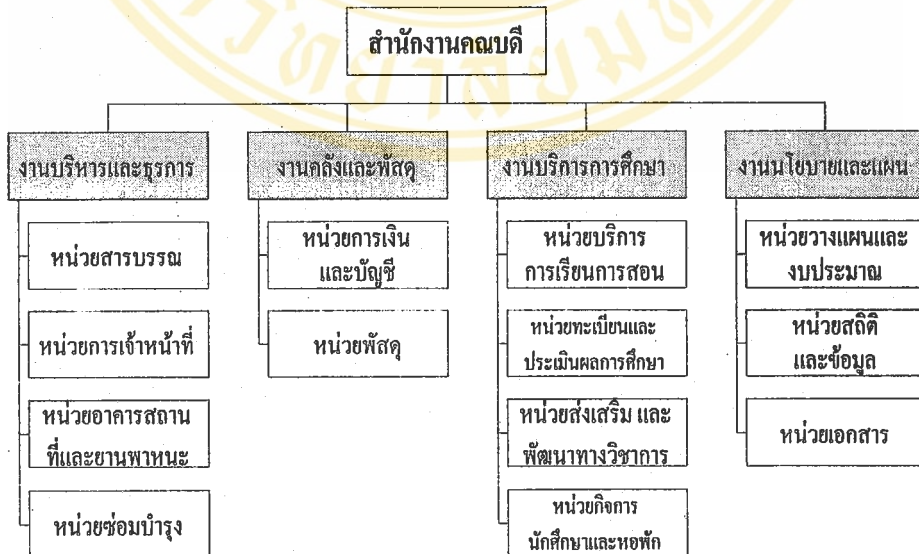 สำนักงานคณบดี
งานบริหารและธุรการ
หน่วยสารบรรณ
หน่วยการเจ้าหน้าที่
หน่วยอาคารสถาน
ที่และยานพาหนะ
หน่วยซ่อมบำรุง
งานคลังและพัสดุ
หน่วยการเงิน
และบัญชี
หน่วยพัสดุ
งานบริการการศึกษา
หน่วยบริการ
การเรียนการสอน
หน่วยทะเบียนและ
ประเมินผลการศึกษา
หน่วยส่งเสริม และ
พัฒนาทางวิชาการ
หน่วยกิจการ
นักศึกษาและหอพัก
งานนโยบายและแผน
หน่วยวางแผนและ
งบประมาณ
หน่วยสถิติ
และข้อมูล
หน่วยเอกสาร